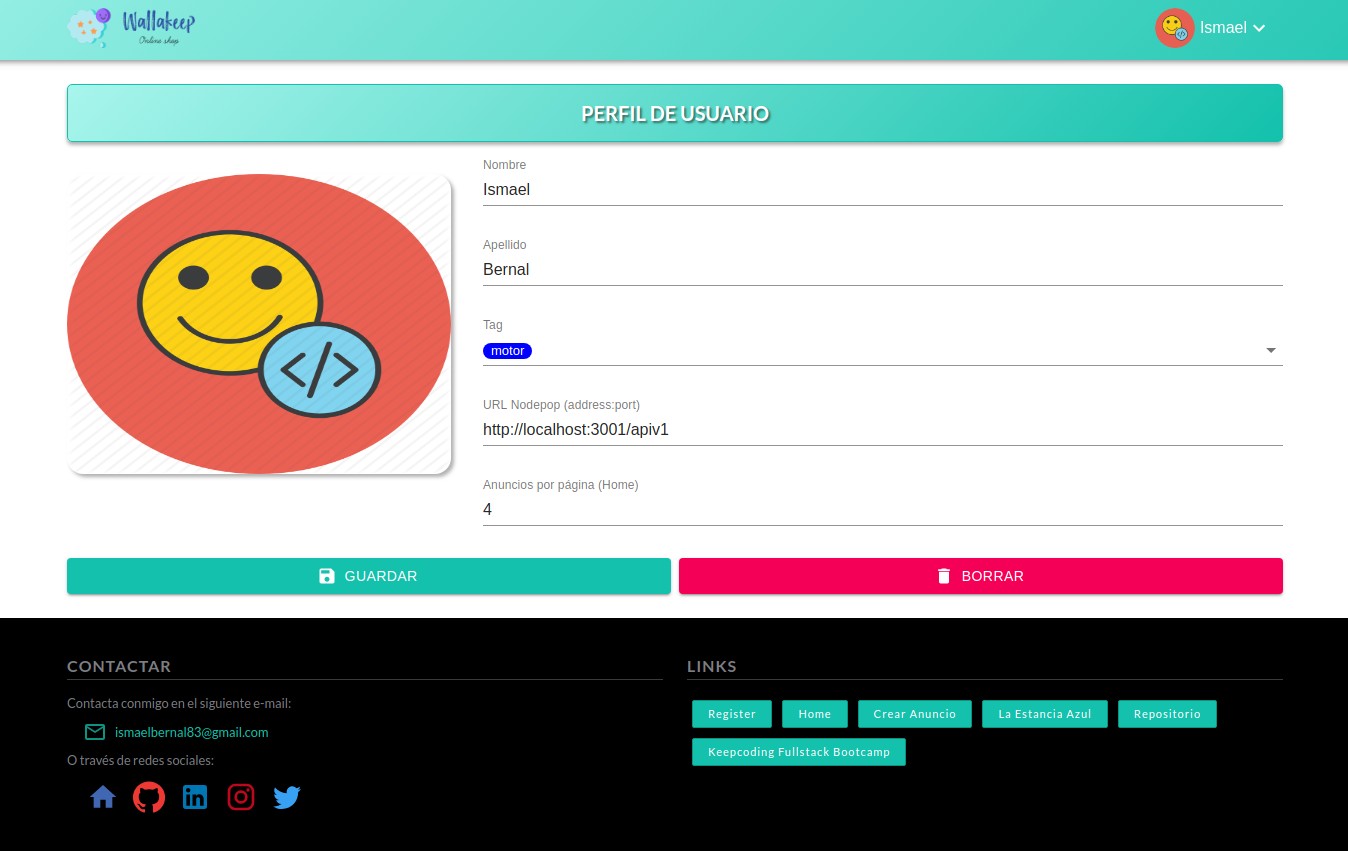 Wallakeep
Online shop
Ismael
PERFIL DE USUARIO
Nombre
Ismael
Apellido
Bernal
Tag
motor
URL Nodepop (address:port)
http://localhost:3001/apiv1
Anuncios por página (Home)
4
</>
GUARDAR
BORRAR
CONTACTAR
Contacta conmigo en el siguiente e-mail:
ismaelbernal83@gmail.com
O través de redes sociales:
in
LINKS
Register
Home
Crear Anuncio
La Estancia Azul
Repositorio
Keepcoding Fullstack Bootcamp